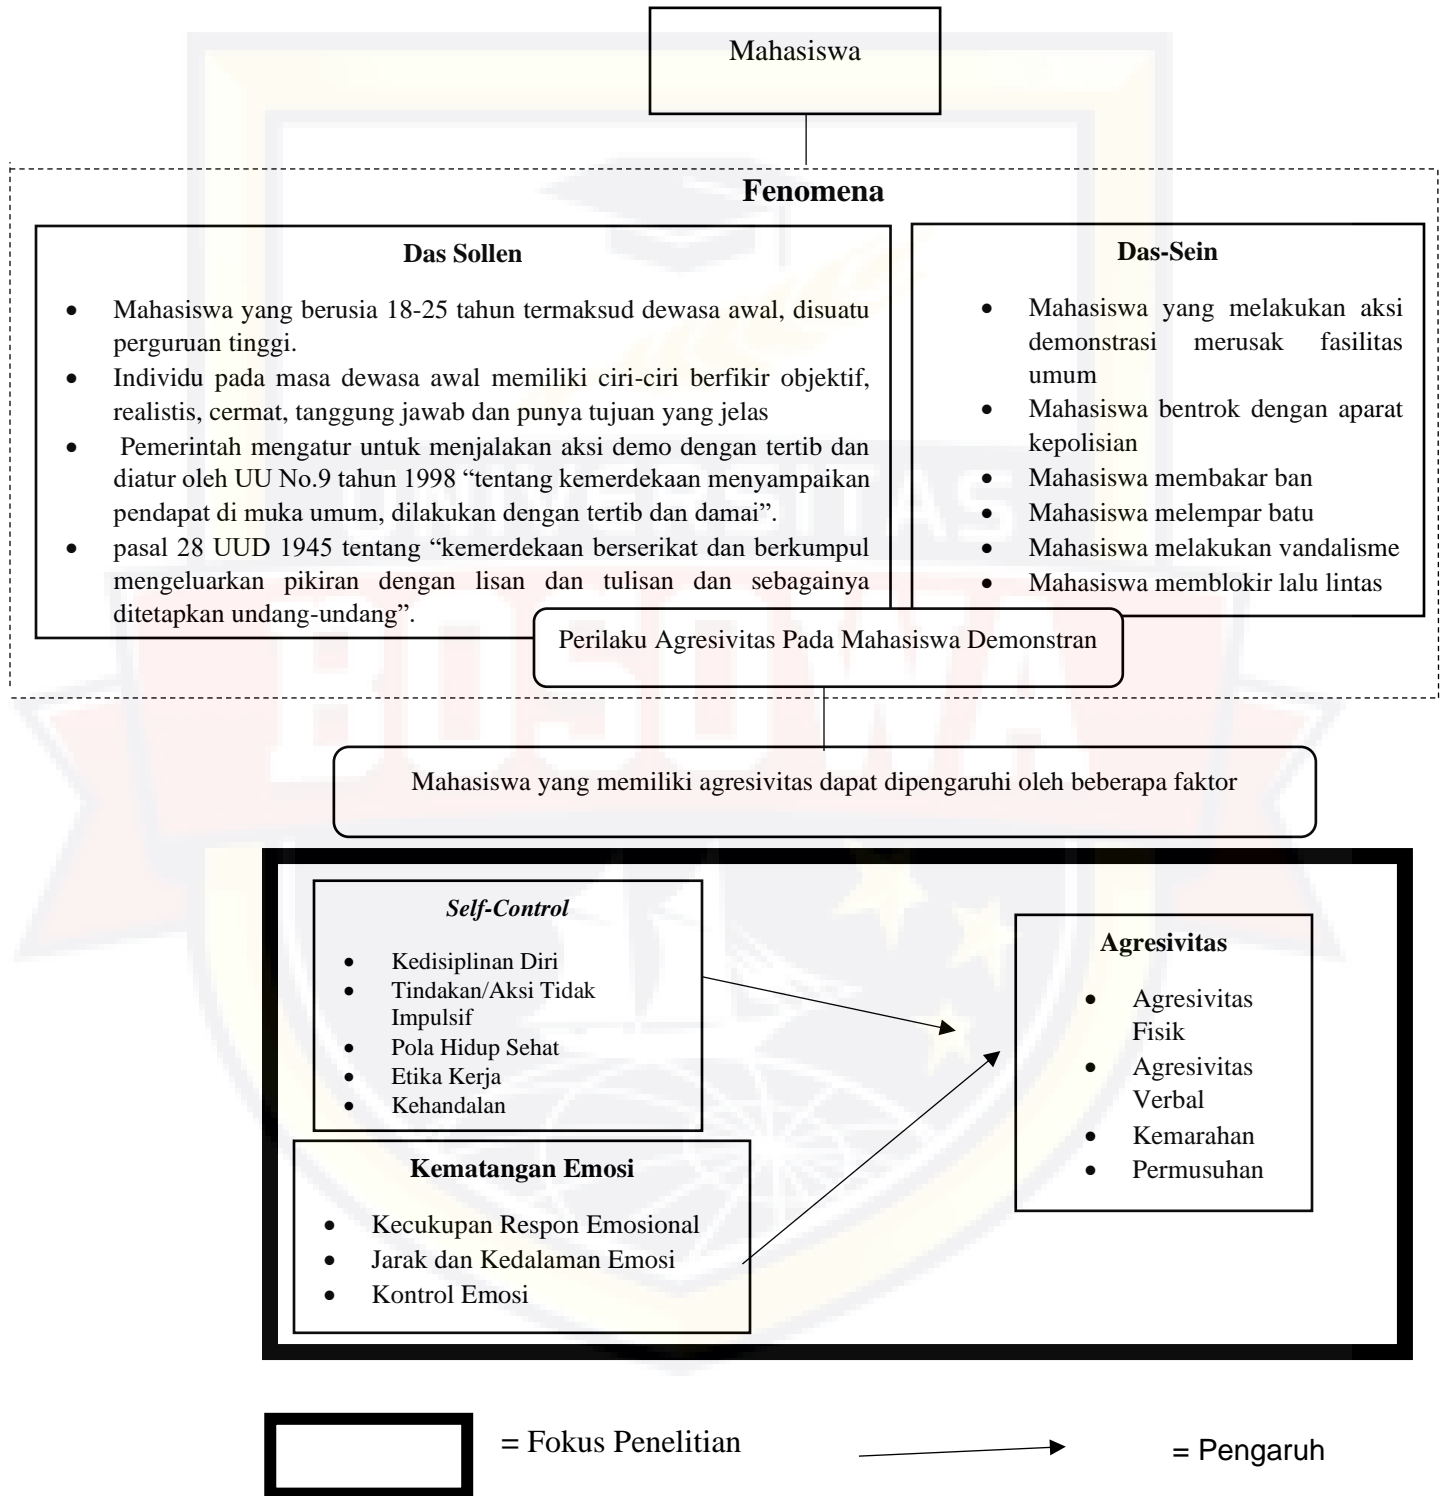 Mahasiswa
Fenomena
Das Sollen
• Mahasiswa yang berusia 18-25 tahun termaksud dewasa awal, disuatu
perguruan tinggi.
• Individu pada masa dewasa awal memiliki ciri-ciri berfikir objektif,
realistis, cermat, tanggung jawab dan punya tujuan yang jelas
• Pemerintah mengatur untuk menjalakan aksi demo dengan tertib dan
diatur oleh UU No.9 tahun 1998 “tentang kemerdekaan menyampaikan
pendapat di muka umum, dilakukan dengan tertib dan damai”.
• pasal 28 UUD 1945 tentang “kemerdekaan berserikat dan berkumpul
mengeluarkan pikiran dengan lisan dan tulisan dan sebagainya
ditetapkan undang-undang”.
Das-Sein
• Mahasiswa yang melakukan aksi
demonstrasi merusak fasilitas
umum
• Mahasiswa bentrok dengan aparat
kepolisian
• Mahasiswa membakar ban
• Mahasiswa melempar batu
• Mahasiswa melakukan vandalisme
• Mahasiswa memblokir lalu lintas
UNIVERSITAS
BOSOWA
Perilaku Agresivitas Pada Mahasiswa Demonstran
Mahasiswa yang memiliki agresivitas dapat dipengaruhi oleh beberapa faktor
Self-Control
• Kedisiplinan Diri
• Tindakan/Aksi Tidak
Impulsif
• Pola Hidup Sehat
• Etika Kerja
• Kehandalan
Kematangan Emosi
• Kecukupan Respon Emosional
• Jarak dan Kedalaman Emosi
• Kontrol Emosi
Agresivitas
• Agresivitas
Fisik
• Agresivitas
Verbal
• Kemarahan
• Permusuhan
= Fokus Penelitian
= Pengaruh